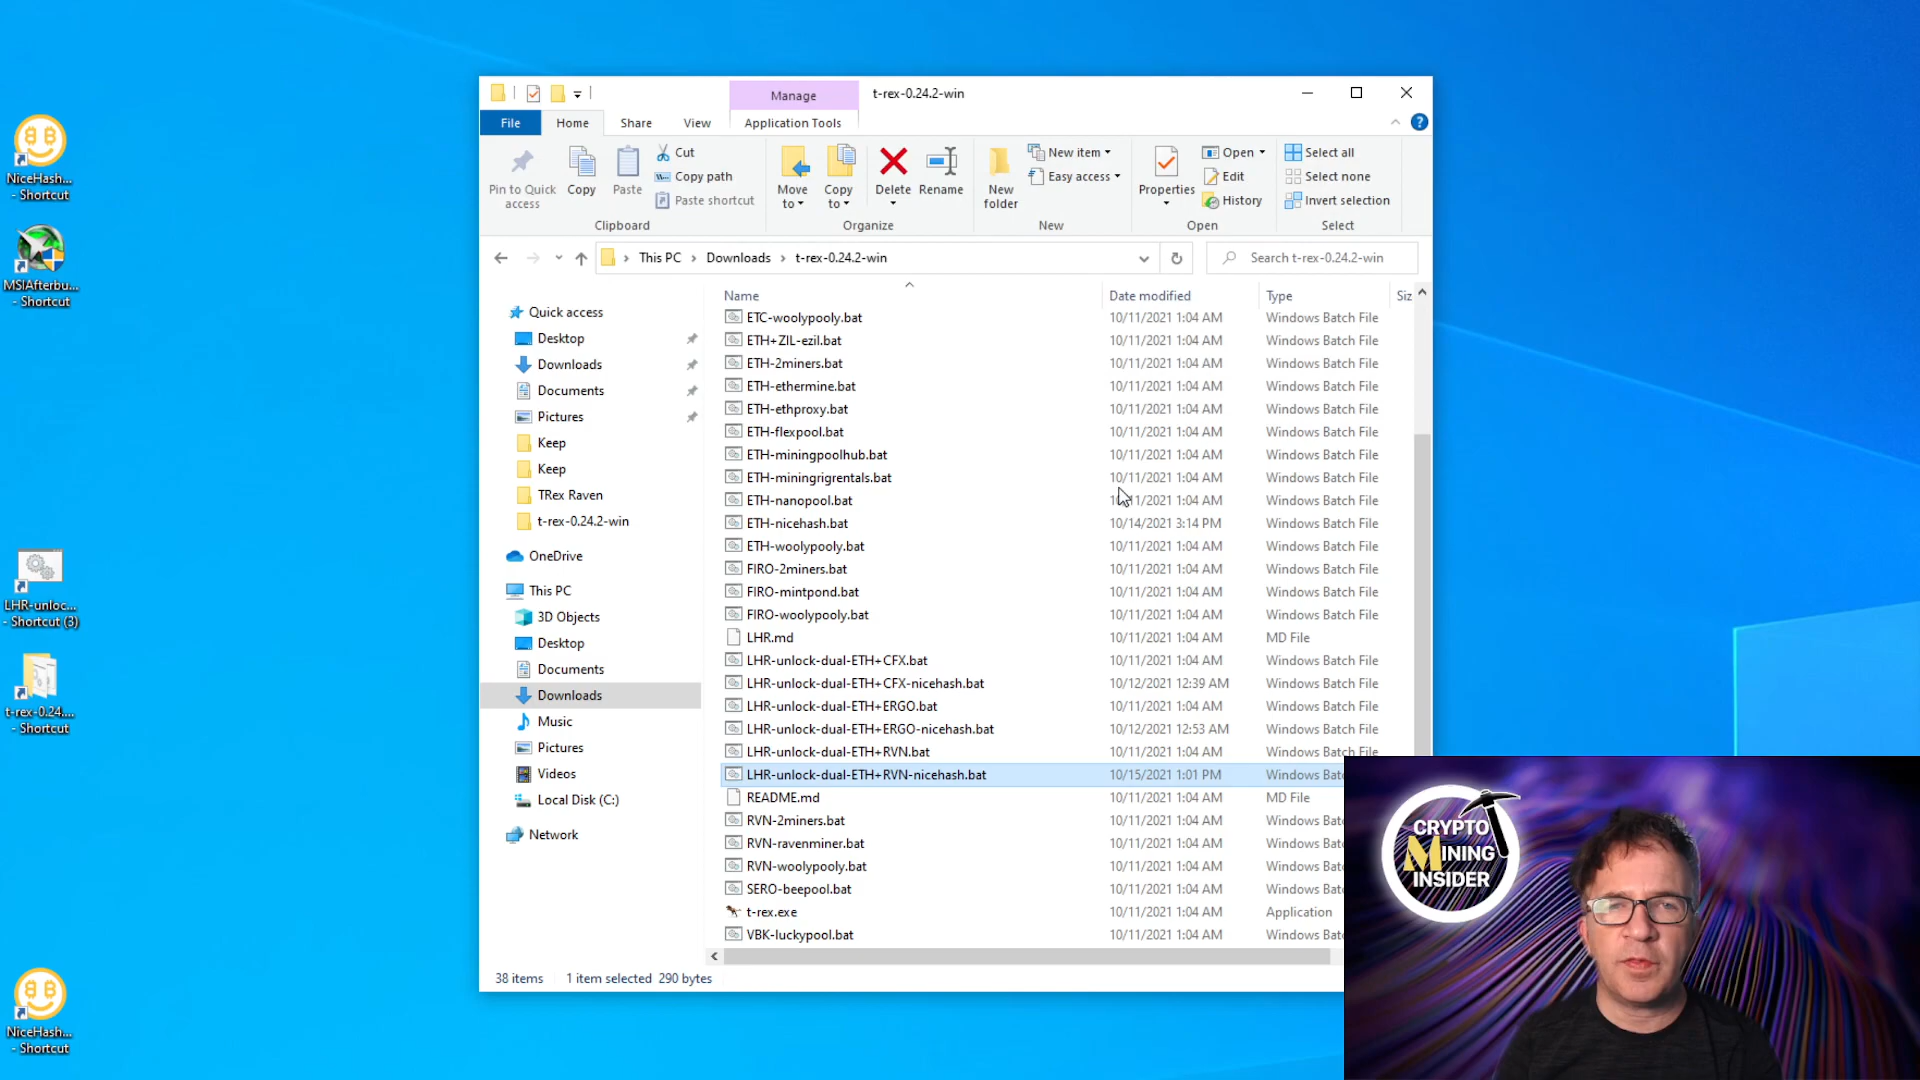 Manage
t-rex-0.24.2-win
File
Home
Share
View
Application Tools
Pin to Quick access
Copy
Paste
Cut
Copy path
Paste shortcut
Clipboard
Move to
Copy to
Delete
Rename
Organize
New folder
New item
Easy access
New
Properties
Open
Edit
History
Open
Select all
Select none
Invert selection
Select
This PC
Downloads
t-rex-0.24.2-win
Search t-rex-0.24.2-win
Quick access
Desktop
Downloads
Documents
Pictures
Keep
Keep
TRex Raven
t-rex-0.24.2-win
OneDrive
This PC
3D Objects
Desktop
Documents
Downloads
Music
Pictures
Videos
Local Disk (C:)
Network
Name Date modified Type Siz
ETC-woolypooly.bat 10/11/2021 1:04 AM Windows Batch File
ETH+ZIL-ezil.bat 10/11/2021 1:04 AM Windows Batch File
ETH-2miners.bat 10/11/2021 1:04 AM Windows Batch File
ETH-ethermine.bat 10/11/2021 1:04 AM Windows Batch File
ETH-ethproxy.bat 10/11/2021 1:04 AM Windows Batch File
ETH-flexpool.bat 10/11/2021 1:04 AM Windows Batch File
ETH-miningpoolhub.bat 10/11/2021 1:04 AM Windows Batch File
ETH-miningrigrentals.bat 10/11/2021 1:04 AM Windows Batch File
ETH-nanopool.bat 10/11/2021 1:04 AM Windows Batch File
ETH-nicehash.bat 10/14/2021 3:14 PM Windows Batch File
ETH-woolypooly.bat 10/11/2021 1:04 AM Windows Batch File
FIRO-2miners.bat 10/11/2021 1:04 AM Windows Batch File
FIRO-mintpond.bat 10/11/2021 1:04 AM Windows Batch File
FIRO-woolypooly.bat 10/11/2021 1:04 AM Windows Batch File
LHR.md 10/11/2021 1:04 AM MD File
LHR-unlock-dual-ETH+CFX.bat 10/11/2021 1:04 AM Windows Batch File
LHR-unlock-dual-ETH+CFX-nicehash.bat 10/12/2021 12:39 AM Windows Batch File
LHR-unlock-dual-ETH+ERGO.bat 10/11/2021 1:04 AM Windows Batch File
LHR-unlock-dual-ETH+ERGO-nicehash.bat 10/12/2021 12:53 AM Windows Batch File
LHR-unlock-dual-ETH+RVN.bat 10/11/2021 1:04 AM Windows Batch File
LHR-unlock-dual-ETH+RVN-nicehash.bat 10/15/2021 1:01 PM Windows Bat
README.md 10/11/2021 1:04 AM MD File
RVN-2miners.bat 10/11/2021 1:04 AM Windows Bat
RVN-ravenminer.bat 10/11/2021 1:04 AM Windows Bat
RVN-woolypooly.bat 10/11/2021 1:04 AM Windows Bat
SERO-beepool.bat 10/11/2021 1:04 AM Windows Bat
t-rex.exe 10/11/2021 1:04 AM Application
VBK-luckypool.bat 10/11/2021 1:04 AM Windows Bat
38 items
1 item selected 290 bytes
NiceHash...
- Shortcut
MSIAfterbu...
- Shortcut
LHR-unloc...
- Shortcut (3)
t-rex-0.24....
- Shortcut
NiceHash...
- Shortcut
CRYPTO
MINING
INSIDER